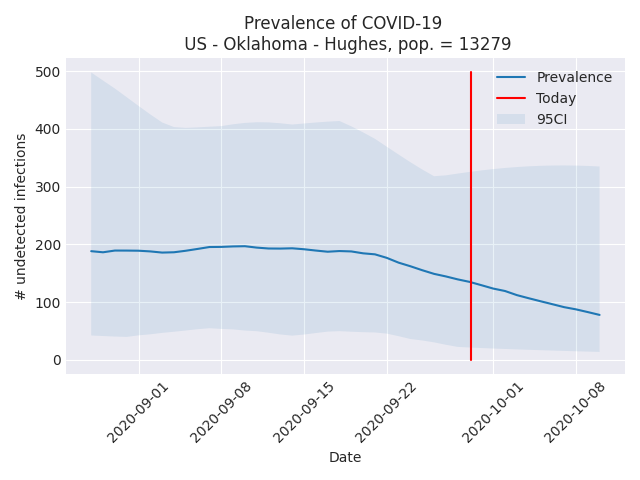 Prevalence of COVID-19
US - Oklahoma - Hughes, pop. = 13279
# undetected infections
500
400
300
200
100
0
Prevalence
Today
95CI
2020-09-01
2020-09-08
2020-09-15
2020-09-22
2020-10-01
2020-10-08
Date